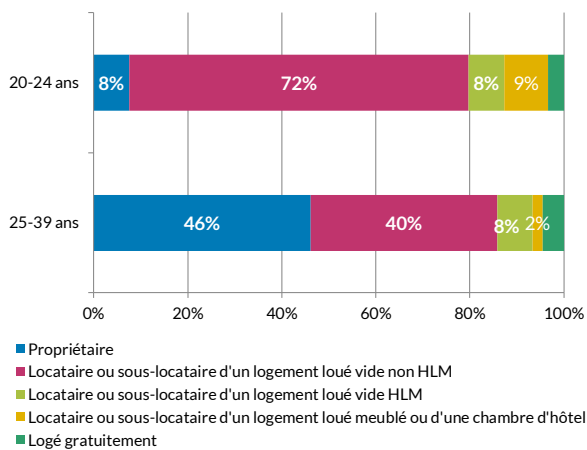 20-24 ans
8% 72% 8% 9%
25-39 ans
46% 40% 8% 2%
0% 20% 40% 60% 80% 100%
Propriétaire
Locataire ou sous-locataire d'un logement loué vide non HLM
Locataire ou sous-locataire d'un logement loué vide HLM
Locataire ou sous-locataire d'un logement loué meublé ou d'une chambre d'hôtel
Logé gratuitement